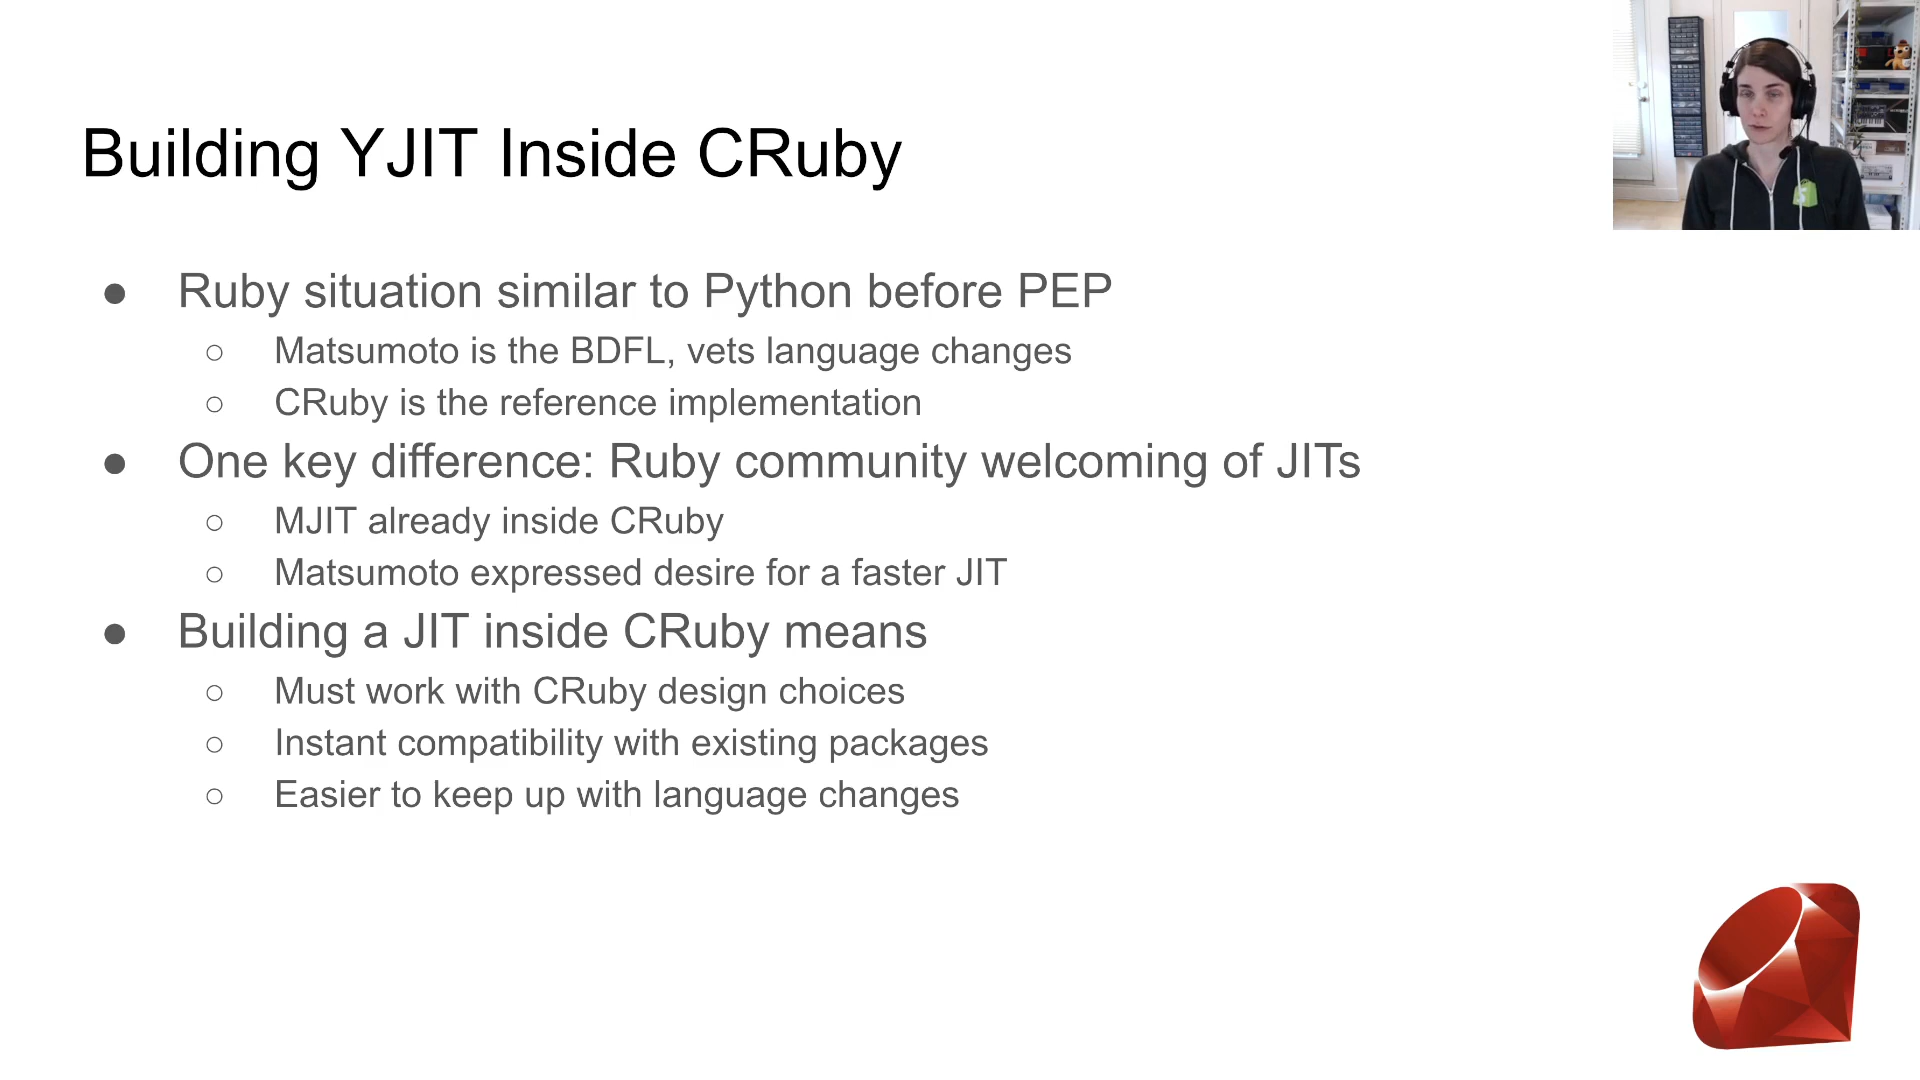 Building YJIT Inside CRuby
● Ruby situation similar to Python before PEP
○ Matsumoto is the BDFL, vets language changes
○ CRuby is the reference implementation
● One key difference: Ruby community welcoming of JITs
○ MJIT already inside CRuby
○ Matsumoto expressed desire for a faster JIT
● Building a JIT inside CRuby means
○ Must work with CRuby design choices
○ Instant compatibility with existing packages
○ Easier to keep up with language changes